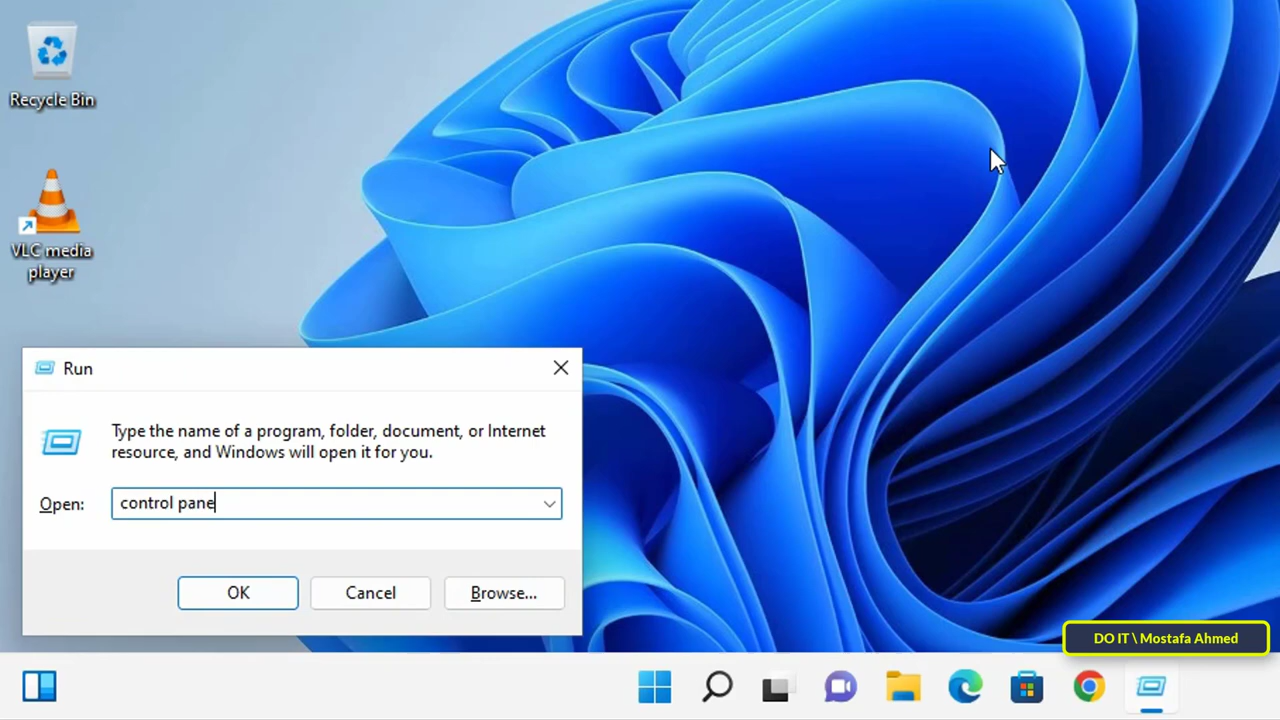 Recycle Bin
VLC media
player
Run
Type the name of a program, folder, document, or Internet
resource, and Windows will open it for you.
Open:
control pane
OK
Cancel
Browse...
DO IT \ Mostafa Ahmed